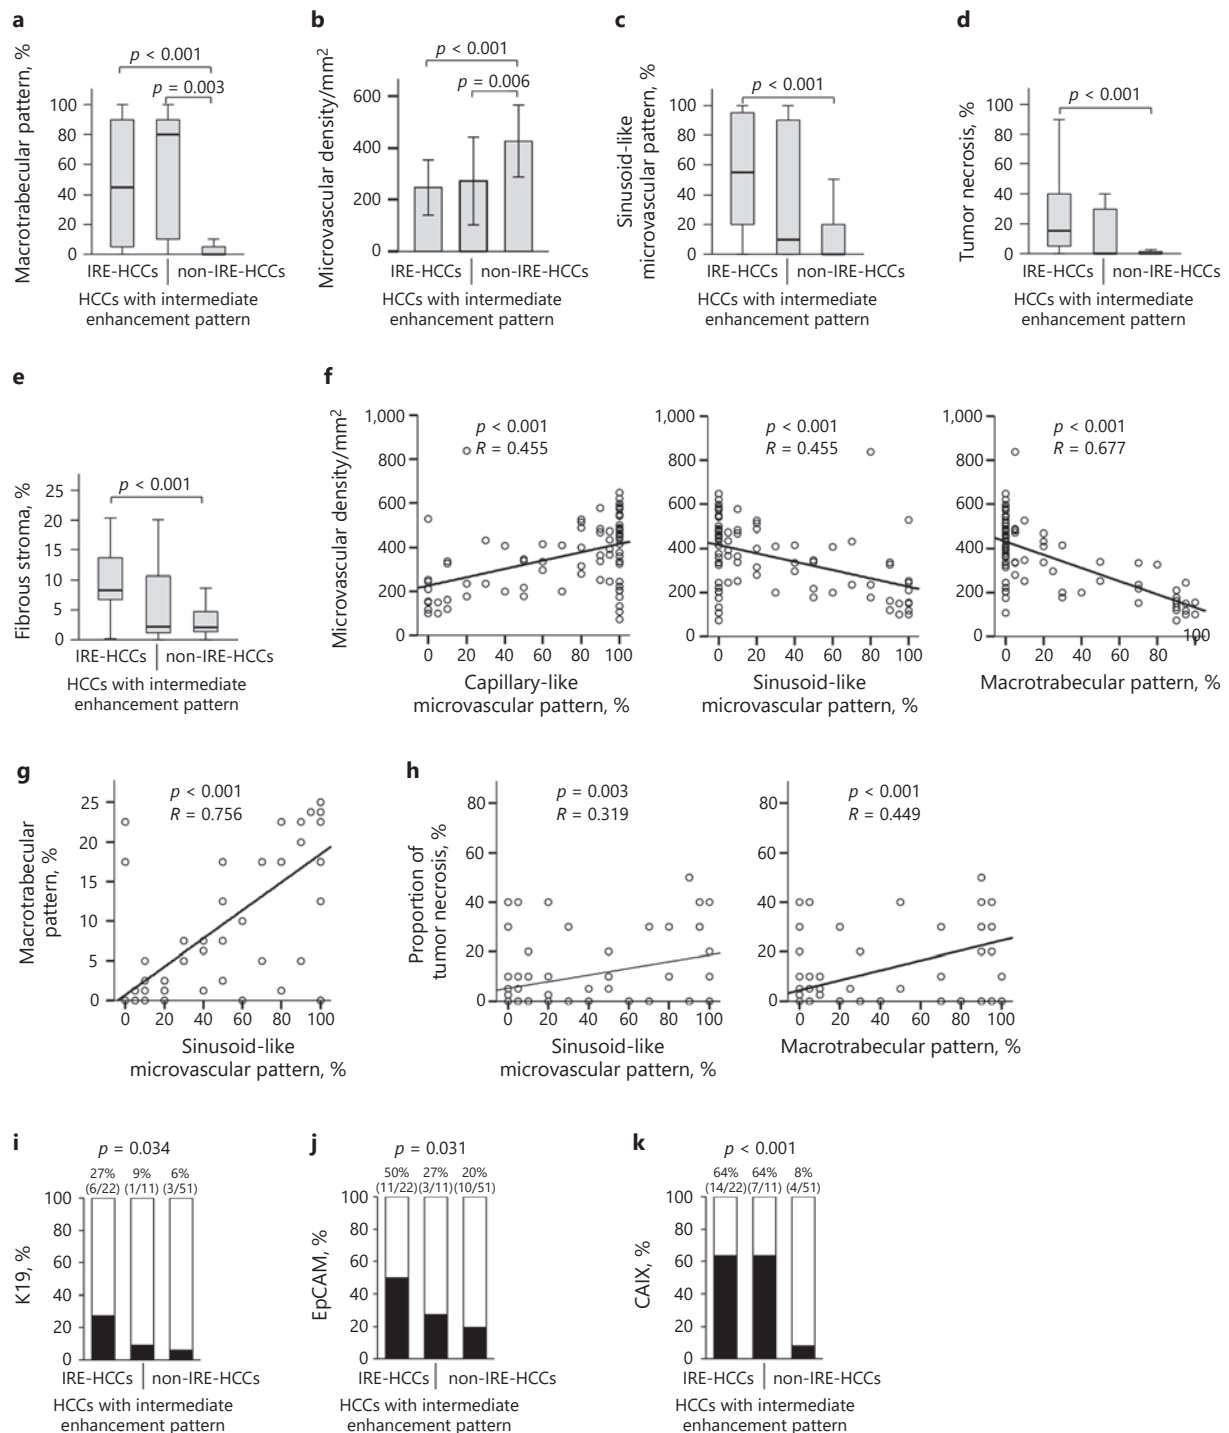 a
p < 0.001
p = 0.003
Macrotrabecular pattern, %
100
80
60
40
20
0
IRE-HCCs
non-IRE-HCCs
HCCs with intermediate
enhancement pattern
b
p < 0.001
p = 0.006
Microvascular density/mm2
600
400
200
0
IRE-HCCs
non-IRE-HCCs
HCCs with intermediate
enhancement pattern
c
p < 0.001
Sinusoid-like
microvascular pattern, %
100
80
60
40
20
0
IRE-HCCs
non-IRE-HCCs
HCCs with intermediate
enhancement pattern
d
p < 0.001
Tumor necrosis, %
100
80
60
40
20
0
IRE-HCCs
non-IRE-HCCs
HCCs with intermediate
enhancement pattern
e
p < 0.001
Fibrous stroma, %
25
20
15
10
5
0
IRE-HCCs
non-IRE-HCCs
HCCs with intermediate
enhancement pattern
f
Microvascular density/mm2
1,000
800
600
400
200
0
p < 0.001
R = 0.455
0 20 40 60 80 100
Capillary-like
microvascular pattern, %
1,000
800
600
400
200
0
p < 0.001
R = 0.455
0 20 40 60 80 100
Sinusoid-like
microvascular pattern, %
1,000
800
600
400
200
0
p < 0.001
R = 0.677
100
0 20 40 60 80
Macrotrabecular pattern, %
g
p < 0.001
R = 0.756
Macrotrabecular
pattern, %
25
20
15
10
5
0
0 20 40 60 80 100
Sinusoid-like
microvascular pattern, %
h
p = 0.003
R = 0.319
Proportion of
tumor necrosis, %
80
60
40
20
0
0 20 40 60 80 100
Sinusoid-like
microvascular pattern, %
p < 0.001
R = 0.449
80
60
40
20
0
0 20 40 60 80 100
Macrotrabecular pattern, %
i
p = 0.034
27% 9% 6%
(6/22) (1/11) (3/51)
K19, %
100
80
60
40
20
0
IRE-HCCs
non-IRE-HCCs
HCCs with intermediate
enhancement pattern
j
p = 0.031
50% 27% 20%
(11/22) (3/11) (10/51)
EpCAM, %
100
80
60
40
20
0
IRE-HCCs
non-IRE-HCCs
HCCs with intermediate
enhancement pattern
k
p < 0.001
64% 64% 8%
(14/22) (7/11) (4/51)
CAIX, %
100
80
60
40
20
0
IRE-HCCs
non-IRE-HCCs
HCCs with intermediate
enhancement pattern